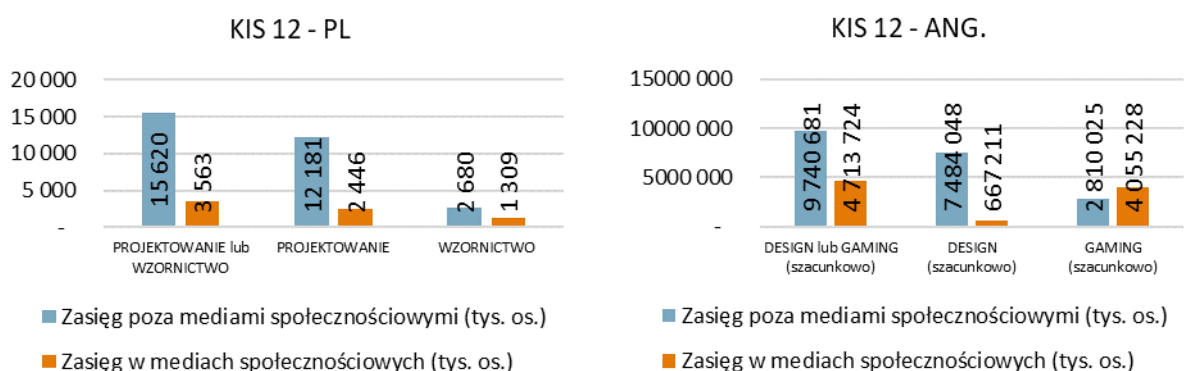 KIS 12 - PL
20 000
15 000
10 000
5 000
-
15 620
3 563
12 181
2 446
2 680
1 309
PROJEKTOWANIE lub
WZORNICTWO
PROJEKTOWANIE
WZORNICTWO
Zasięg poza mediami społecznościowymi (tys. os.)
Zasięg w mediach społecznościowych (tys. os.)
KIS 12 - ANG.
15000 000
10000 000
5000 000
-
9 740 681
4 713 724
7 484 048
667 211
2 810 025
4 055 228
DESIGN lub GAMING
(szacunkowo)
DESIGN
(szacunkowo)
GAMING
(szacunkowo)
Zasięg poza mediami społecznościowymi (tys. os.)
Zasięg w mediach społecznościowych (tys. os.)